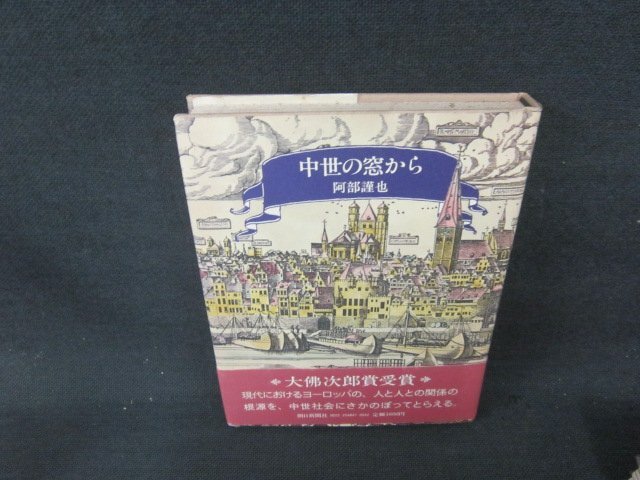 中世の窓から
阿部謹也
大佛次郎賞受賞
現代におけるヨーロッパの、人と人との関係の
根源を、中世社会にさかのぼってとらえる。
朝日新聞社